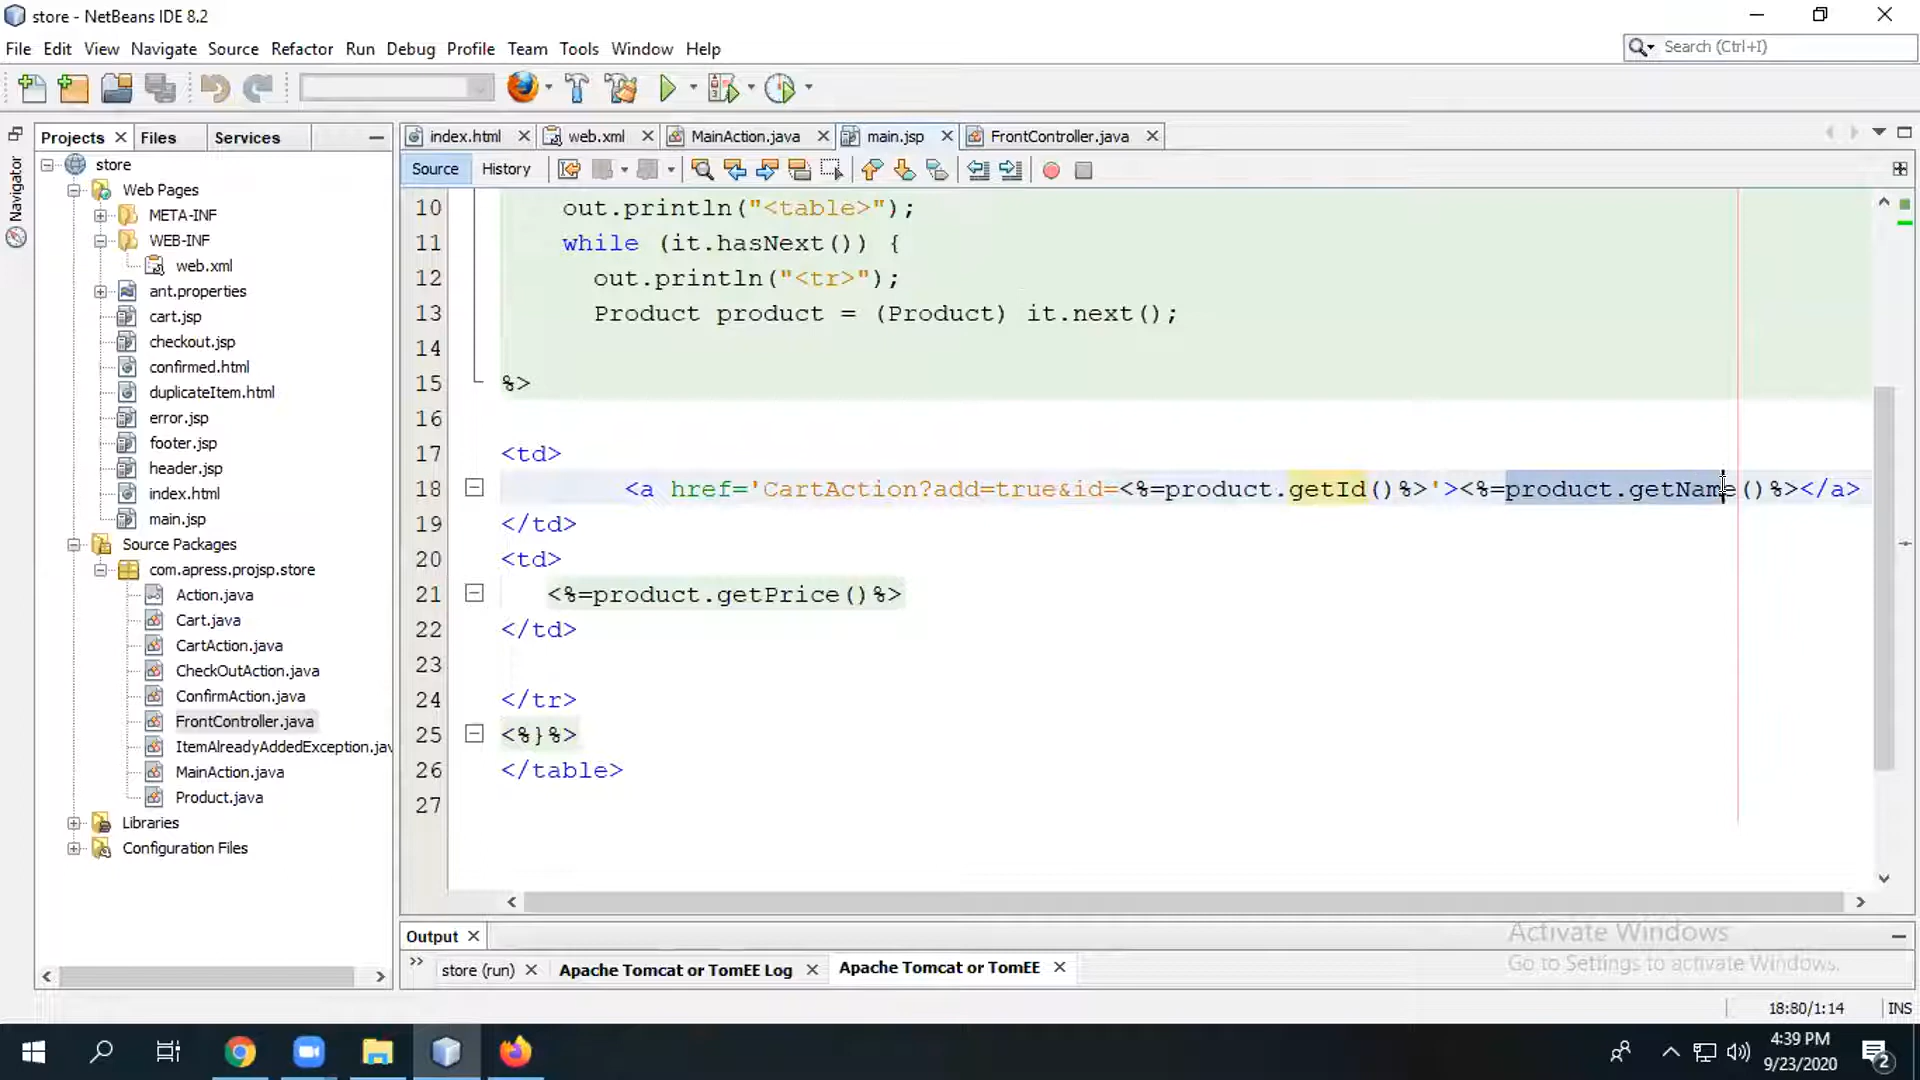 store - NetBeans IDE 8.2
File Edit View Navigate Source Refactor Run Debug Profile Team Tools Window Help
Search (Ctrl+I)
Projects Files Services
index.html web.xml MainAction.java main.jsp FrontController.java
Navigator
Source History
store
Web Pages
META-INF
WEB-INF
web.xml
ant.properties
cart.jsp
checkout.jsp
confirmed.html
duplicateItem.html
error.jsp
footer.jsp
header.jsp
index.html
main.jsp
Source Packages
com.apress.projsp.store
Action.java
Cart.java
CartAction.java
CheckOutAction.java
ConfirmAction.java
FrontController.java
ItemAlreadyAddedException.jav
MainAction.java
Product.java
Libraries
Configuration Files
10 out.println("<table>");
11 while (it.hasNext()) {
12 out.println("<tr>");
13 Product product = (Product) it.next();
14
15 %>
16
17 <td>
18 <a href='CartAction?add=true&id=<%=product.getId()%>'><%=product.getName()%></a>
19 </td>
20 <td>
21 <%=product.getPrice()%>
22 </td>
23
24 </tr>
25 <%}%>
26 </table>
27
Output
store (run) Apache Tomcat or TomEE Log Apache Tomcat or TomEE
Activate Windows
Go to Settings to activate Windows.
18:80/1:14 INS
4:39 PM
9/23/2020
2